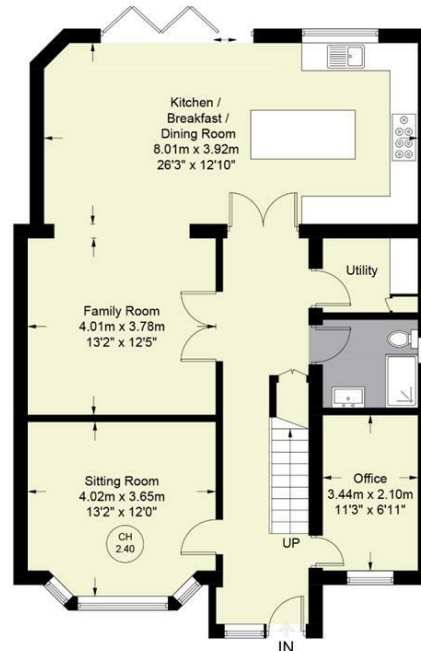 Kitchen /
Breakfast /
Dining Room
8.01m x 3.92m
26'3" x 12'10"
Utility
Family Room
4.01m x 3.78m
13'2" x 12'5"
Sitting Room
4.02m x 3.65m
13'2" x 12'0"
CH
2.40
Office
3.44m x 2.10m
11'3" x 6'11"
UP
IN